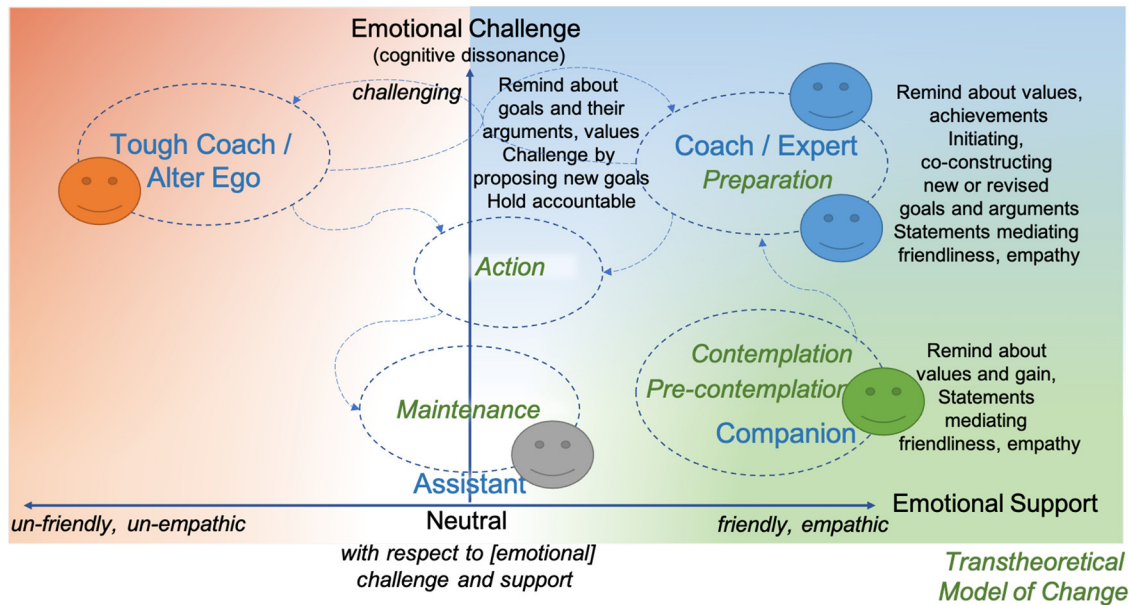 Emotional Challenge
(cognitive dissonance)
challenging
Remind about
goals and their
arguments, values
Challenge by
proposing new goals
Hold accountable
Tough Coach /
Alter Ego
Coach / Expert
Preparation
Remind about values,
achievements
Initiating,
co-constructing
new or revised
goals and arguments
Statements mediating
friendliness, empathy
Action
Contemplation
Pre-contemplation
Companion
Remind about
values and gain,
Statements
mediating
friendliness, empathy
Maintenance
Assistant
un-friendly, un-empathic
Neutral
friendly, empathic
Emotional Support
with respect to [emotional]
challenge and support
Transtheoretical
Model of Change